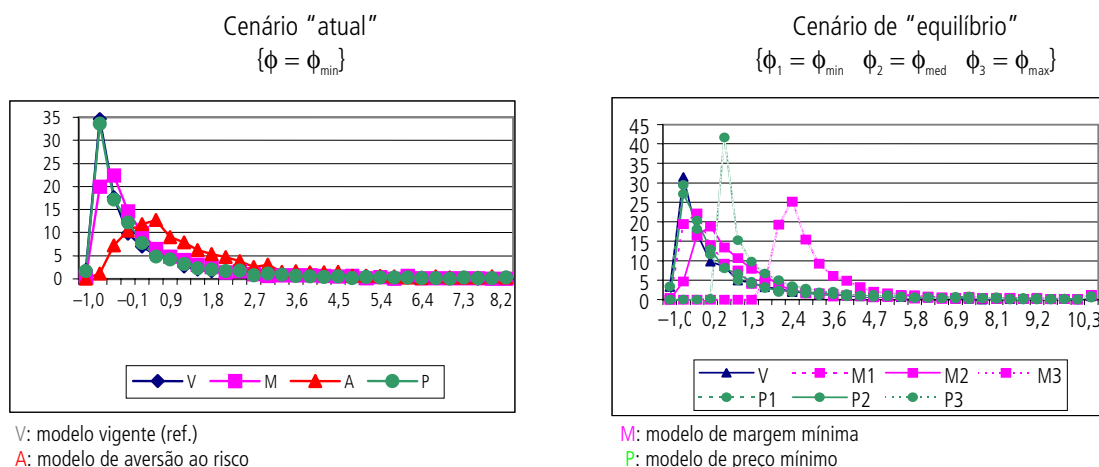 Cenário “atual”
{ϕ = ϕmin}
35
30
25
20
15
10
5
0
−1,0 −0,1 0,9 1,8 2,7 3,6 4,5 5,4 6,4 7,3 8,2
V M A P
V: modelo vigente (ref.)
A: modelo de aversão ao risco
Cenário de “equilíbrio”
{ϕ1 = ϕmin ϕ2 = ϕmed ϕ3 = ϕmax}
45
40
35
30
25
20
15
10
5
0
−1,0 0,2 1,3 2,4 3,6 4,7 5,8 6,9 8,1 9,2 10,3
V M1 M2 M3
P1 P2 P3
M: modelo de margem mínima
P: modelo de preço mínimo